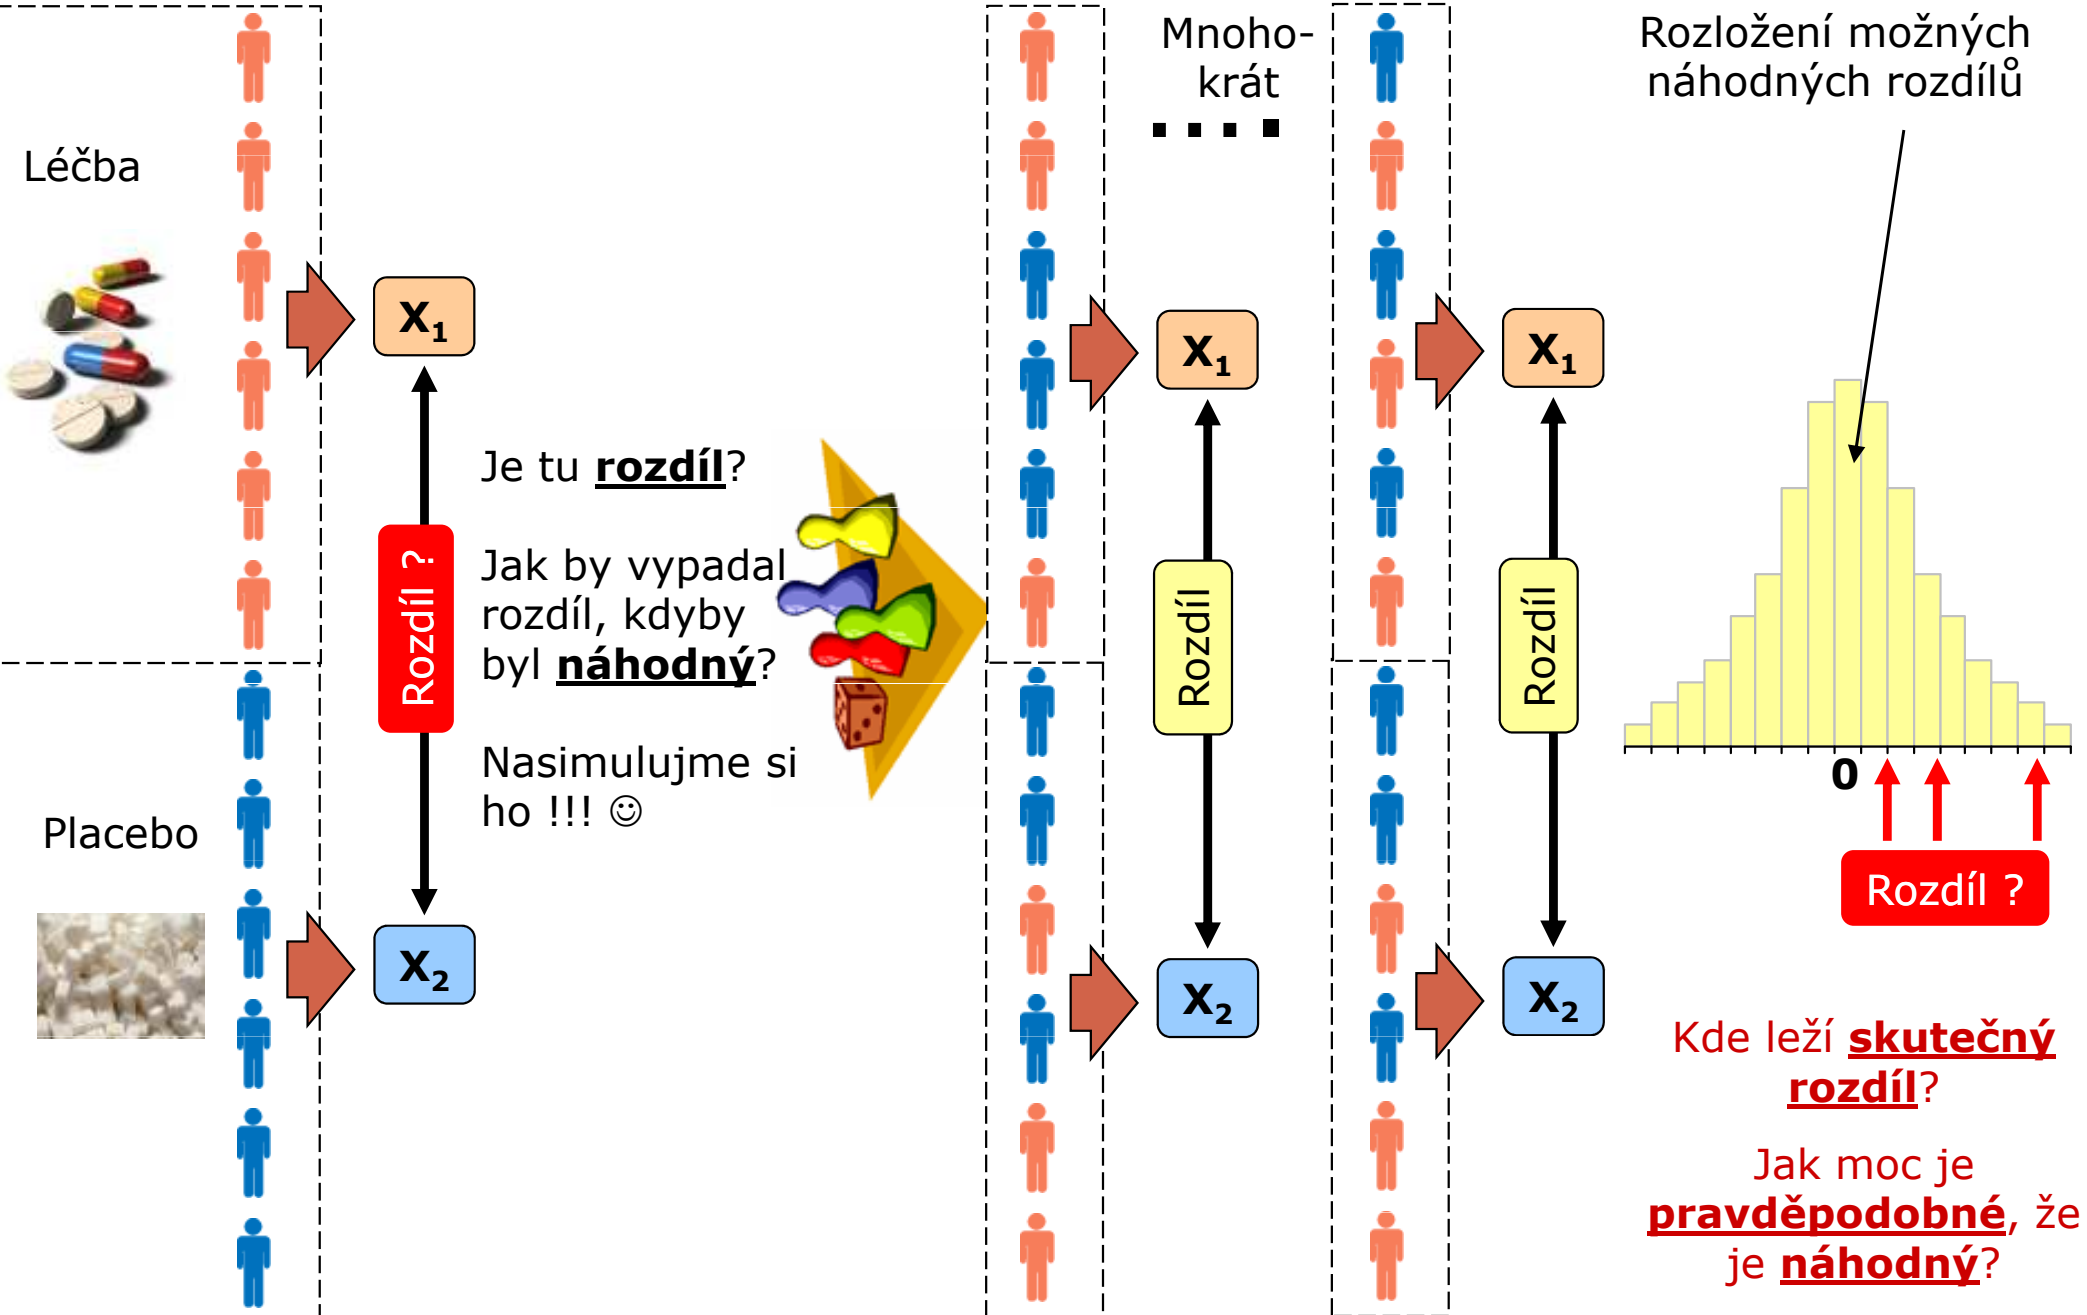 Léčba
Placebo
X1
Rozdíl ?
X2
Je tu rozdíl?
Jak by vypadal
rozdíl, kdyby
byl náhodný?
Nasimulujme si
ho !!! ☺
X1
Rozdíl
X2
Mnoho-
krát
X1
Rozdíl
X2
Rozložení možných
náhodných rozdílů
0
Rozdíl ?
Kde leží skutečný
rozdíl?
Jak moc je
pravděpodobné, že
je náhodný?